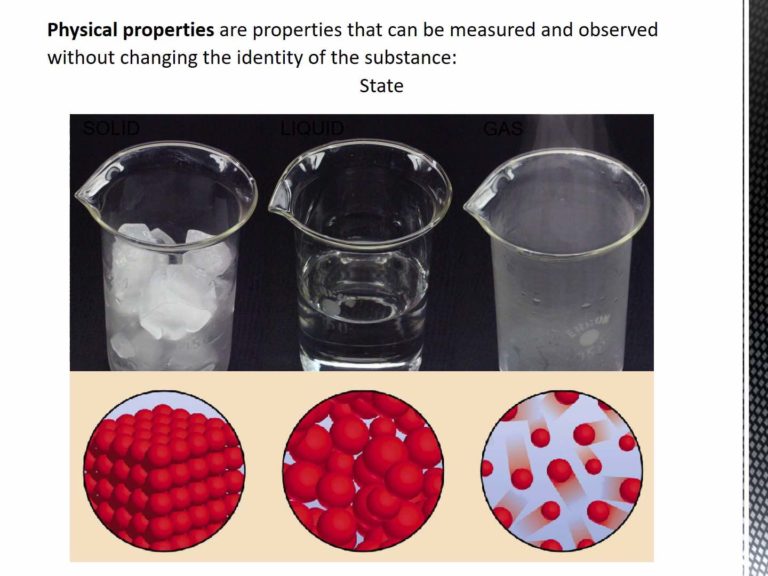 Physical properties are properties that can be measured and observed
without changing the identity of the substance:
State
SOLID LIQUID GAS